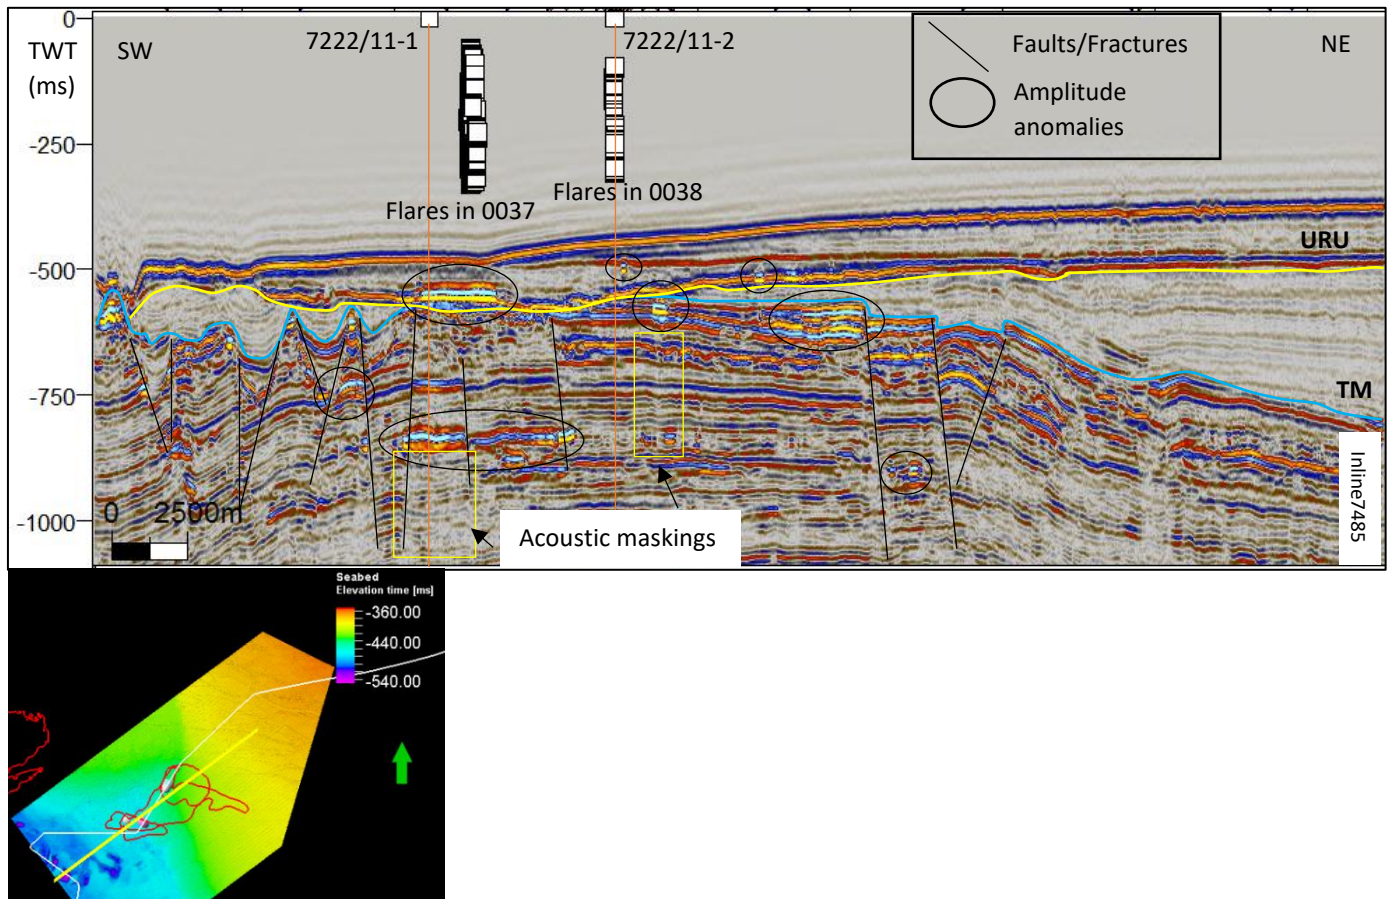 0
TWT
(ms)
SW
7222/11-1
7222/11-2
Faults/Fractures
Amplitude
anomalies
NE
-250
Flares in 0037
Flares in 0038
-500
URU
-750
TM
-1000
0 2500m
Acoustic maskings
Inline7485
Seabed
Elevation time [ms]
-360.00
-440.00
-540.00